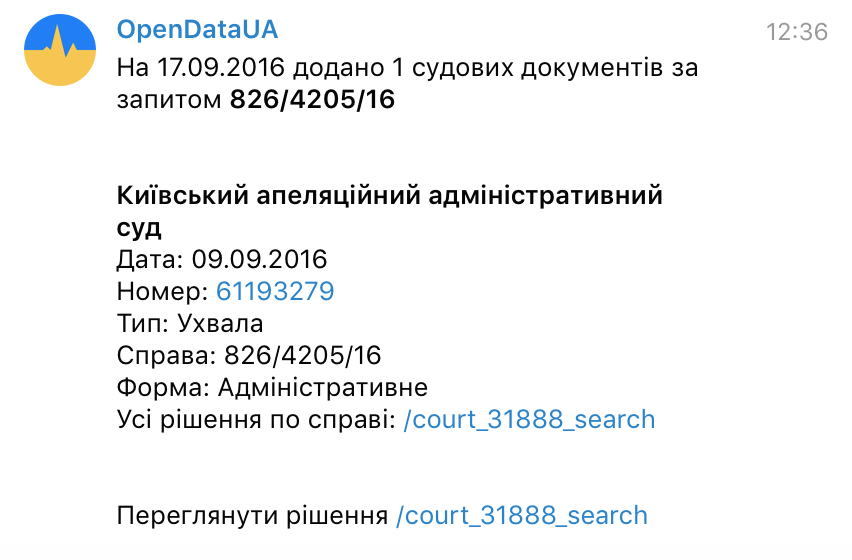 OpenDataUA
12:36
На 17.09.2016 додано 1 судових документів за
запитом 826/4205/16
Київський апеляційний адміністративний
суд
Дата: 09.09.2016
Номер: 61193279
Тип: Ухвала
Справа: 826/4205/16
Форма: Адміністративне
Усі рішення по справі: /court_31888_search
Переглянути рішення /court_31888_search